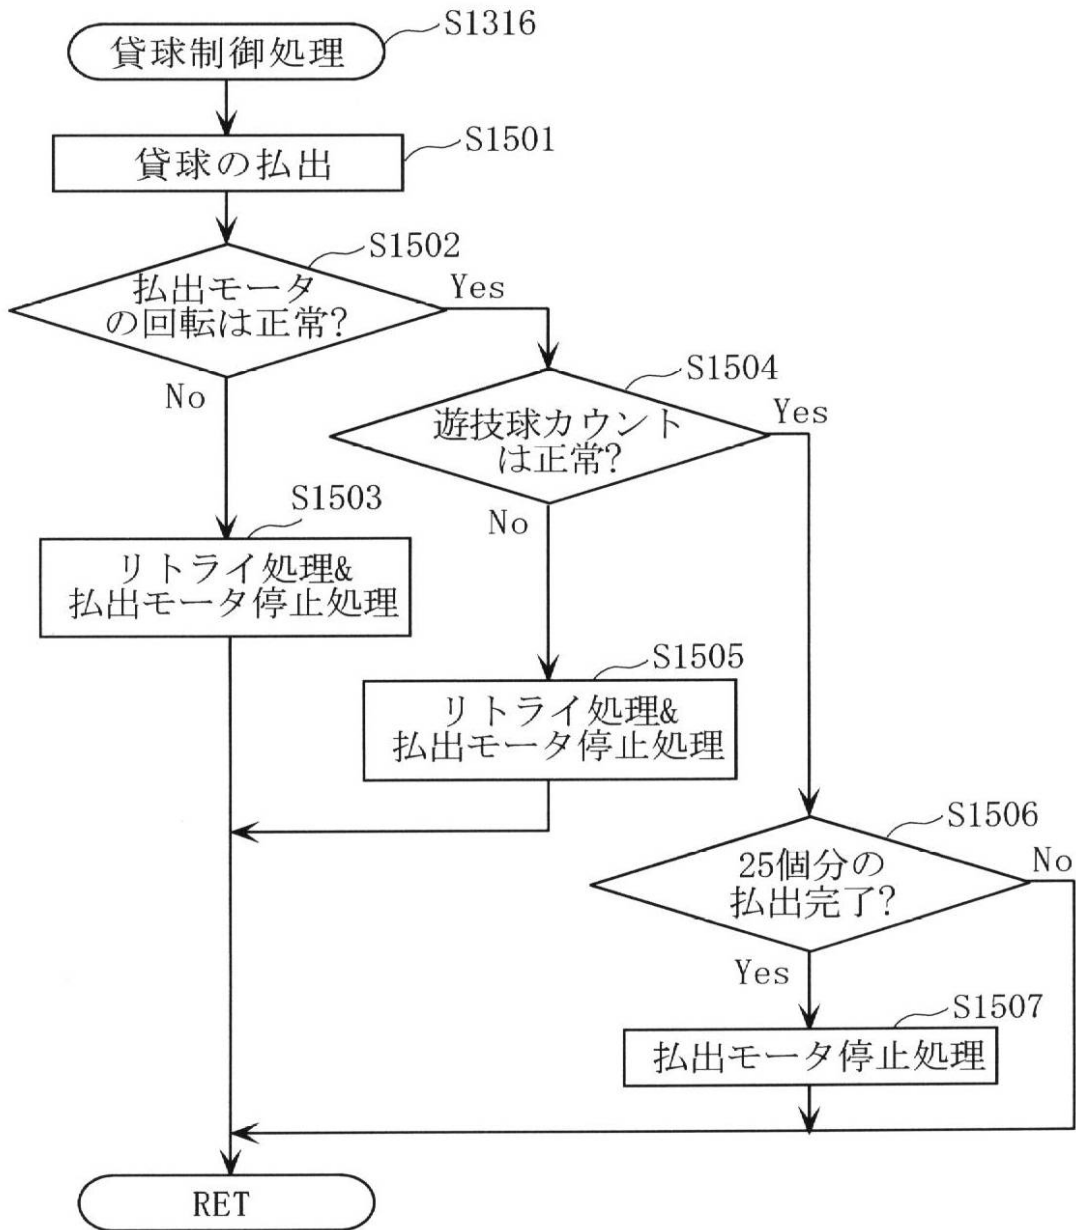 S1316
貸球制御処理
S1501
貸球の払出
S1502
払出モータ
の回転は正常?
Yes
No
S1504
遊技球カウント
は正常?
Yes
No
S1503
リトライ処理&
払出モータ停止処理
S1505
リトライ処理&
払出モータ停止処理
S1506
25個分の
払出完了?
No
Yes
S1507
払出モータ停止処理
RET